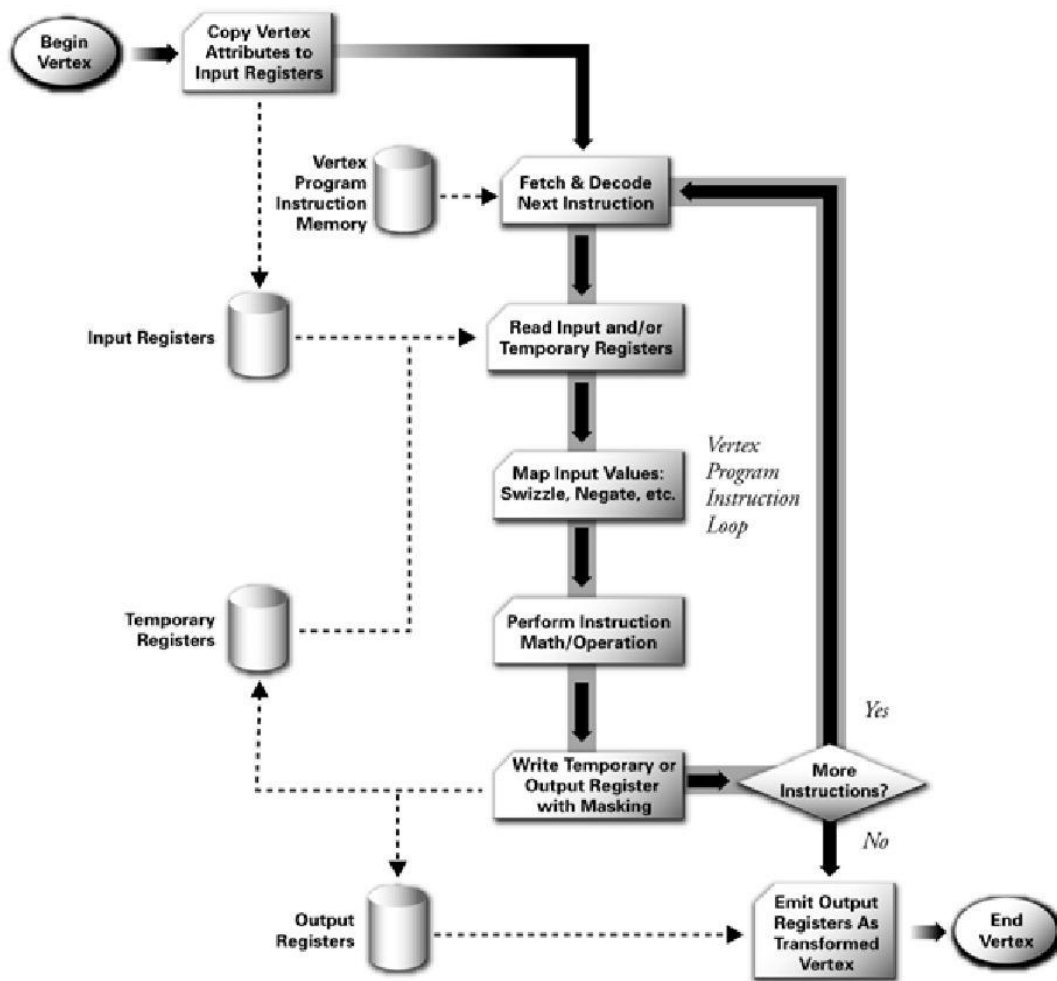 Begin
Vertex
Copy Vertex
Attributes to
Input Registers
Vertex
Program
Instruction
Memory
Fetch & Decode
Next Instruction
Input Registers
Read Input and/or
Temporary Registers
Map Input Values:
Swizzle, Negate, etc.
Vertex
Program
Instruction
Loop
Temporary
Registers
Perform Instruction
Math/Operation
Yes
Write Temporary or
Output Register
with Masking
More
Instructions?
No
Output
Registers
Emit Output
Registers As
Transformed
Vertex
End
Vertex